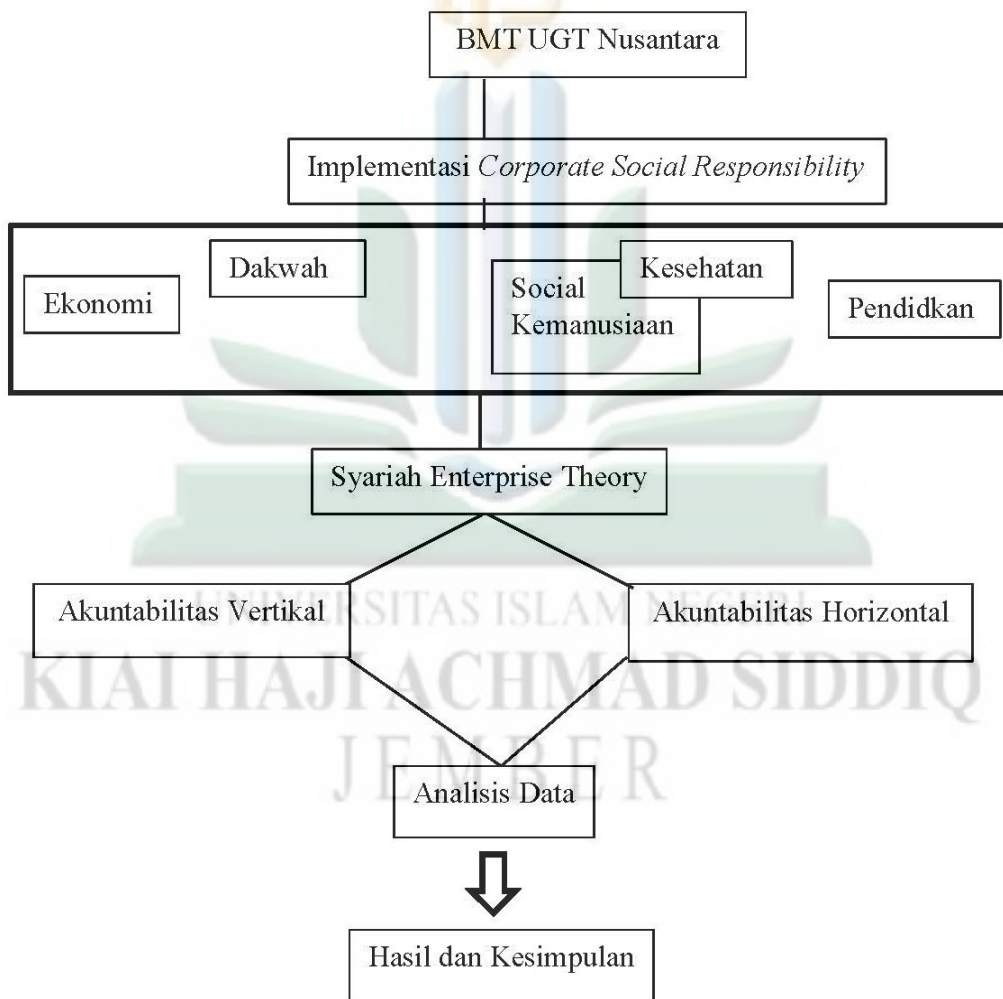 BMT UGT Nusantara
Implementasi Corporate Social Responsibility
Ekonomi
Dakwah
Social
Kemanusiaan
Kesehatan
Pendidkan
Syariah Enterprise Theory
Akuntabilitas Vertikal
Akuntabilitas Horizontal
UNIVERSITAS ISLAM NEGERI
KIAI HAJI ACHMAD SIDDIQ
JEMBER
Analisis Data
Hasil dan Kesimpulan